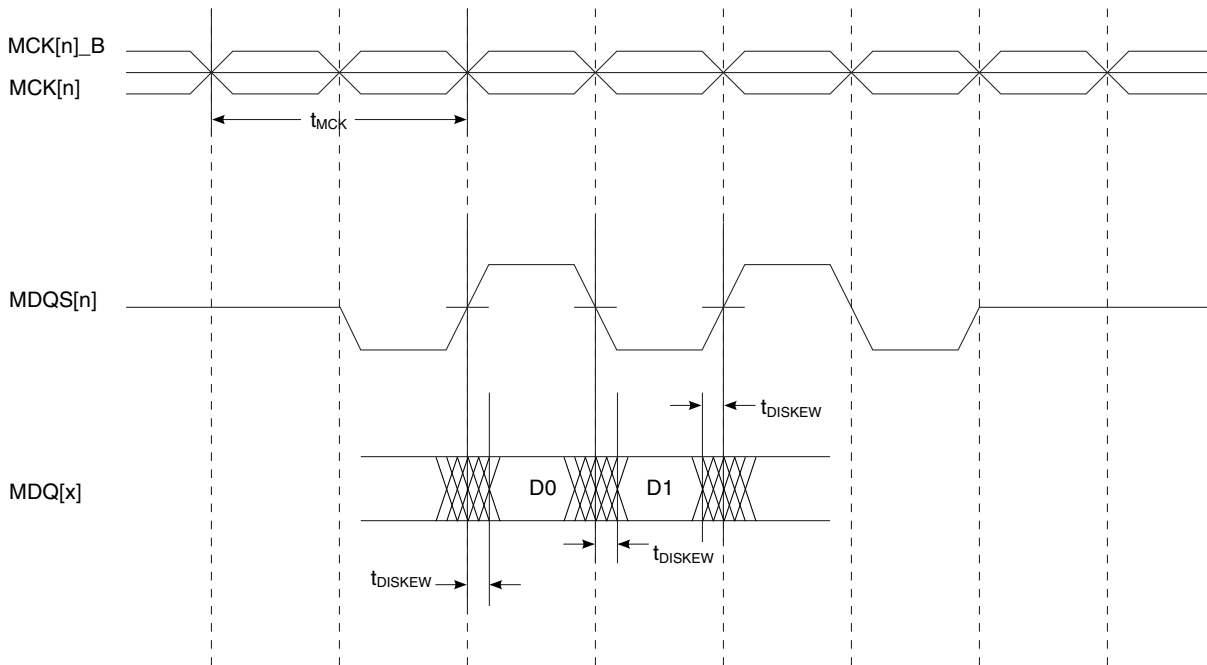 MCK[n]_B
MCK[n]
tMCK
MDQS[n]
tDISKEW
MDQ[x]
D0
D1
tDISKEW
tDISKEW